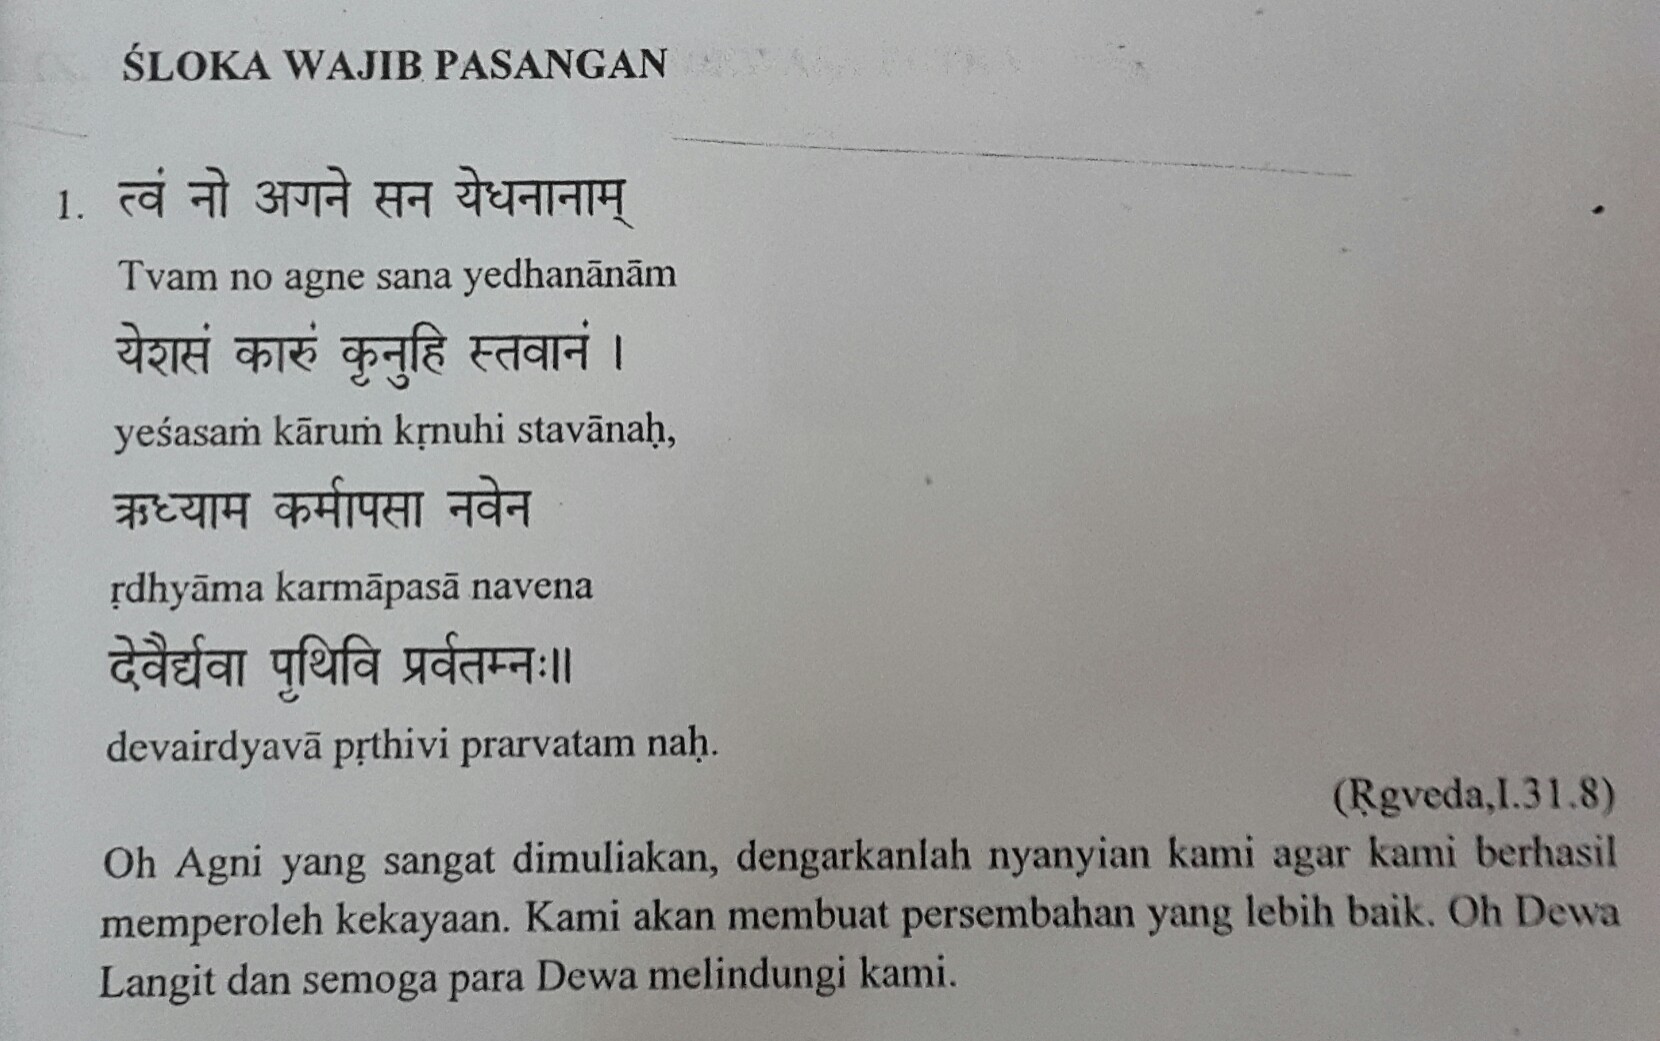 ŚLOKA WAJIB PASANGAN
1. त्वं नो अगने सन येधनानाम्
Tvam no agne sana yedhanānām
येशसं कारुं कृनुहि स्तवानं ।
yeśasaṁ kāruṁ kṛnuhi stavānaḥ,
ऋध्याम कर्मापसा नवेन
ṛdhyāma karmāpasā navena
देवैर्द्यवा पृथिवि प्रर्वतम्नः॥
devairdyavā pṛthivi prarvatam naḥ.
(Ṛgveda,I.31.8)
Oh Agni yang sangat dimuliakan, dengarkanlah nyanyian kami agar kami berhasil
memperoleh kekayaan. Kami akan membuat persembahan yang lebih baik. Oh Dewa
Langit dan semoga para Dewa melindungi kami.